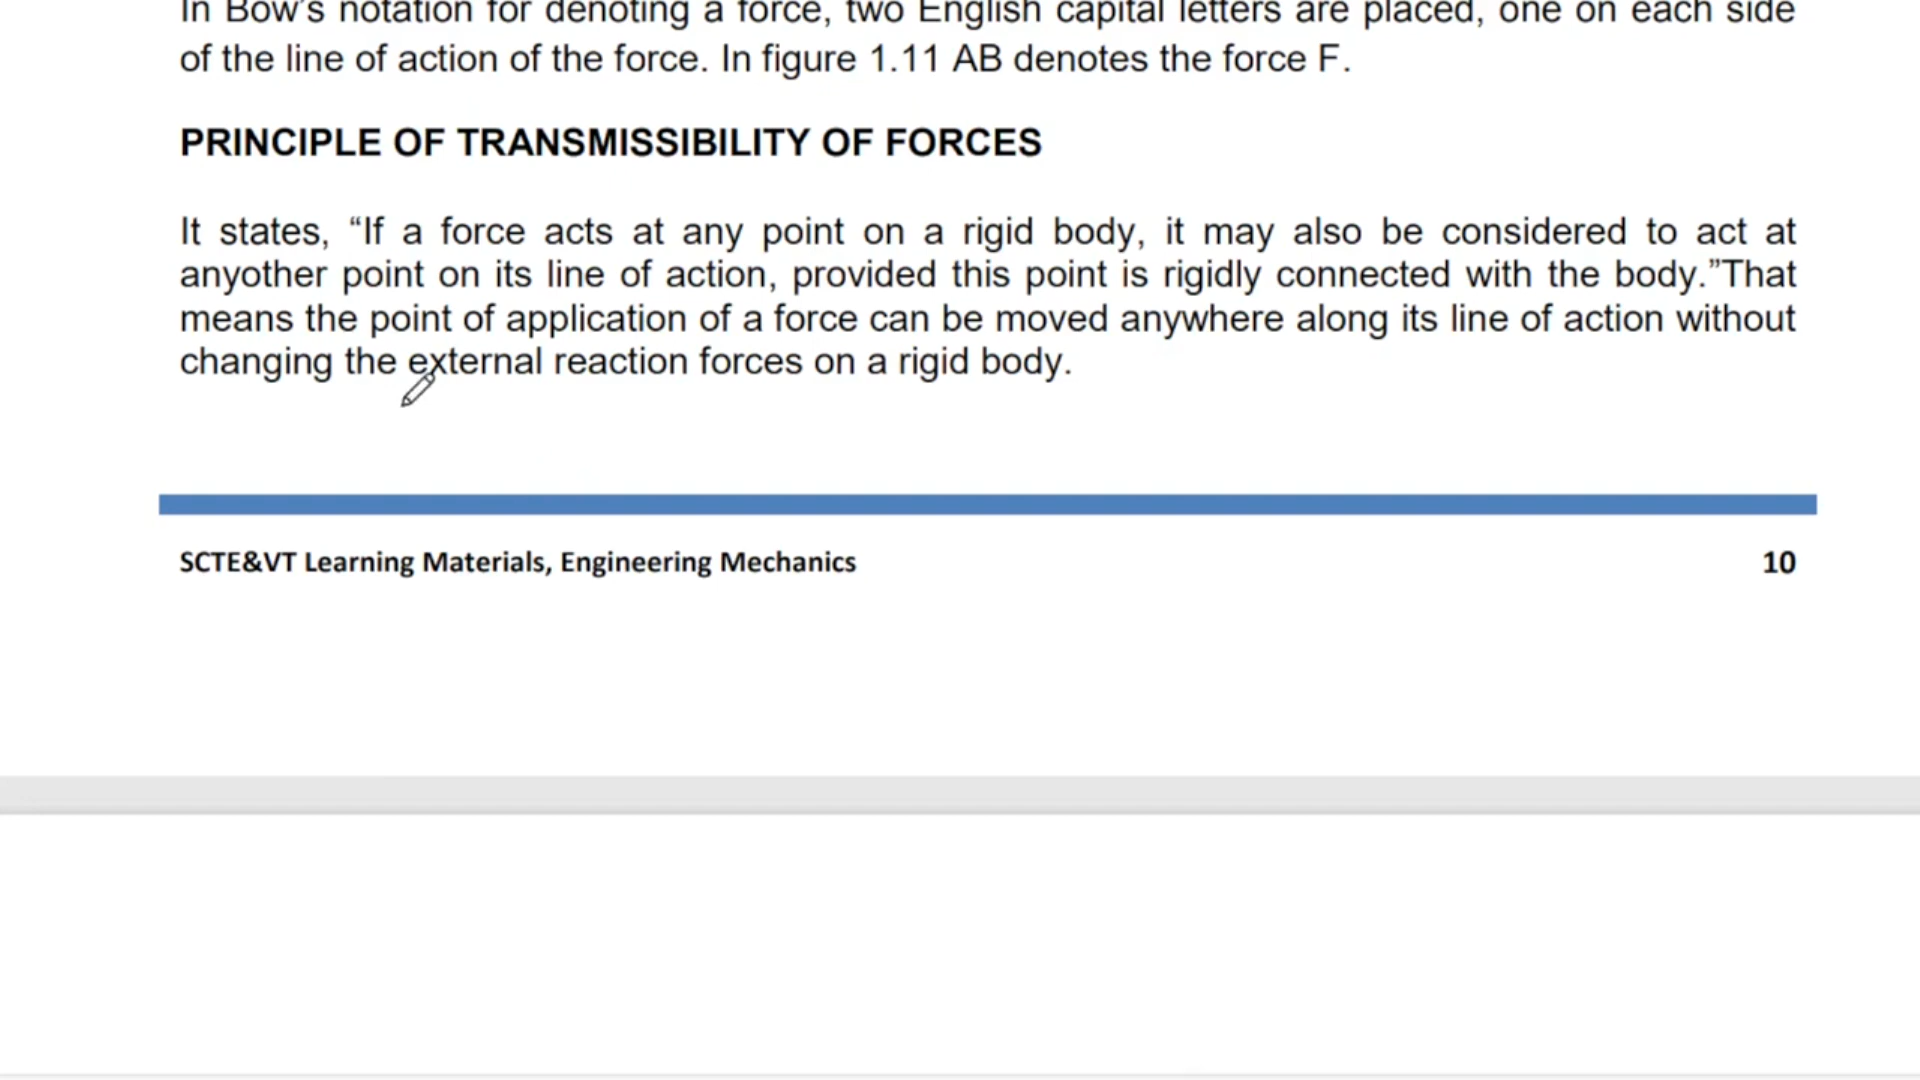 In Bow's notation for denoting a force, two English capital letters are placed, one on each side
of the line of action of the force. In figure 1.11 AB denotes the force F.
PRINCIPLE OF TRANSMISSIBILITY OF FORCES
It states, “If a force acts at any point on a rigid body, it may also be considered to act at
anyother point on its line of action, provided this point is rigidly connected with the body.”That
means the point of application of a force can be moved anywhere along its line of action without
changing the external reaction forces on a rigid body.
SCTE&VT Learning Materials, Engineering Mechanics 10